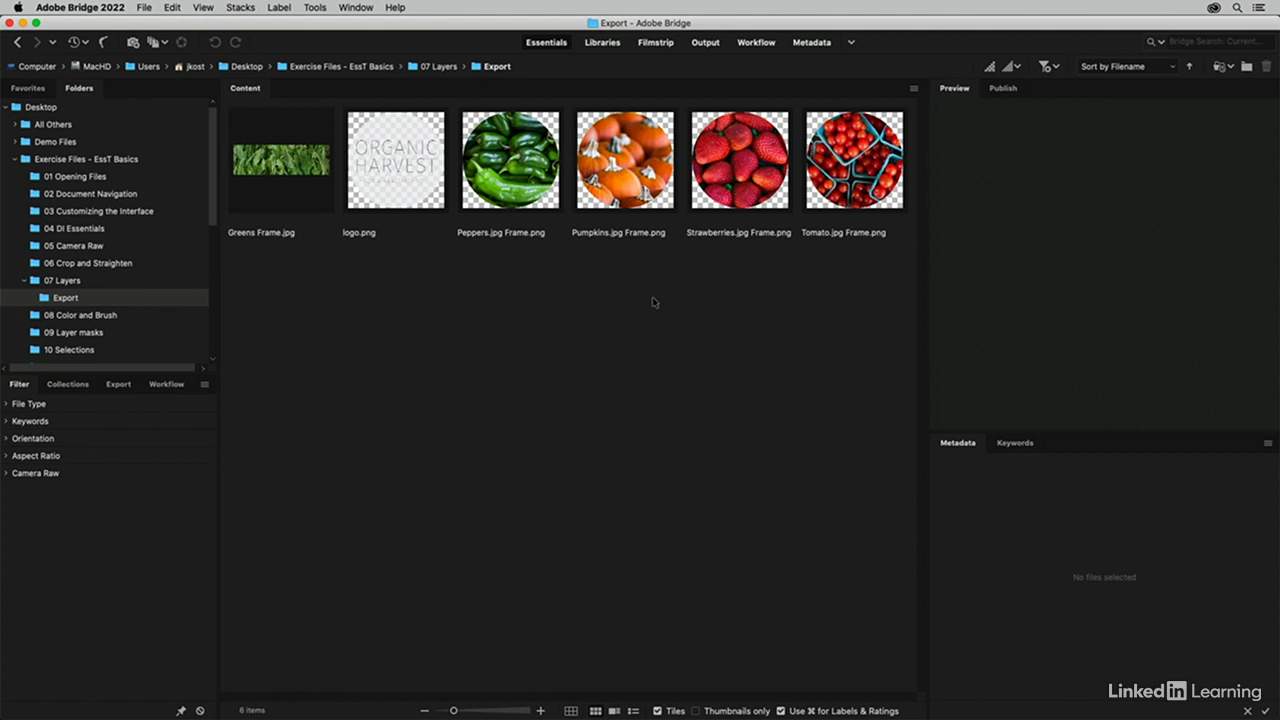 Adobe Bridge 2022 File Edit View Stacks Label Tools Window Help
Export - Adobe Bridge
Essentials Libraries Filmstrip Output Workflow Metadata Bridge Search: Current...
Computer MacHD Users jkost Desktop Exercise Files - EssT Basics 07 Layers Export Sort by Filename
Favorites Folders Content Preview Publish
Desktop
All Others
Demo Files
Exercise Files - EssT Basics
01 Opening Files
02 Document Navigation
03 Customizing the Interface
04 DI Essentials
05 Camera Raw
06 Crop and Straighten
07 Layers
Export
08 Color and Brush
09 Layer masks
10 Selections
ORGANIC
HARVEST
Greens Frame.jpg logo.png Peppers.jpg Frame.png Pumpkins.jpg Frame.png Strawberries.jpg Frame.png Tomato.jpg Frame.png
Filter Collections Export Workflow
File Type
Keywords
Orientation
Aspect Ratio
Camera Raw
Metadata Keywords
No files selected
6 items Tiles Thumbnails only Use ⌘ for Labels & Ratings
LinkedIn Learning